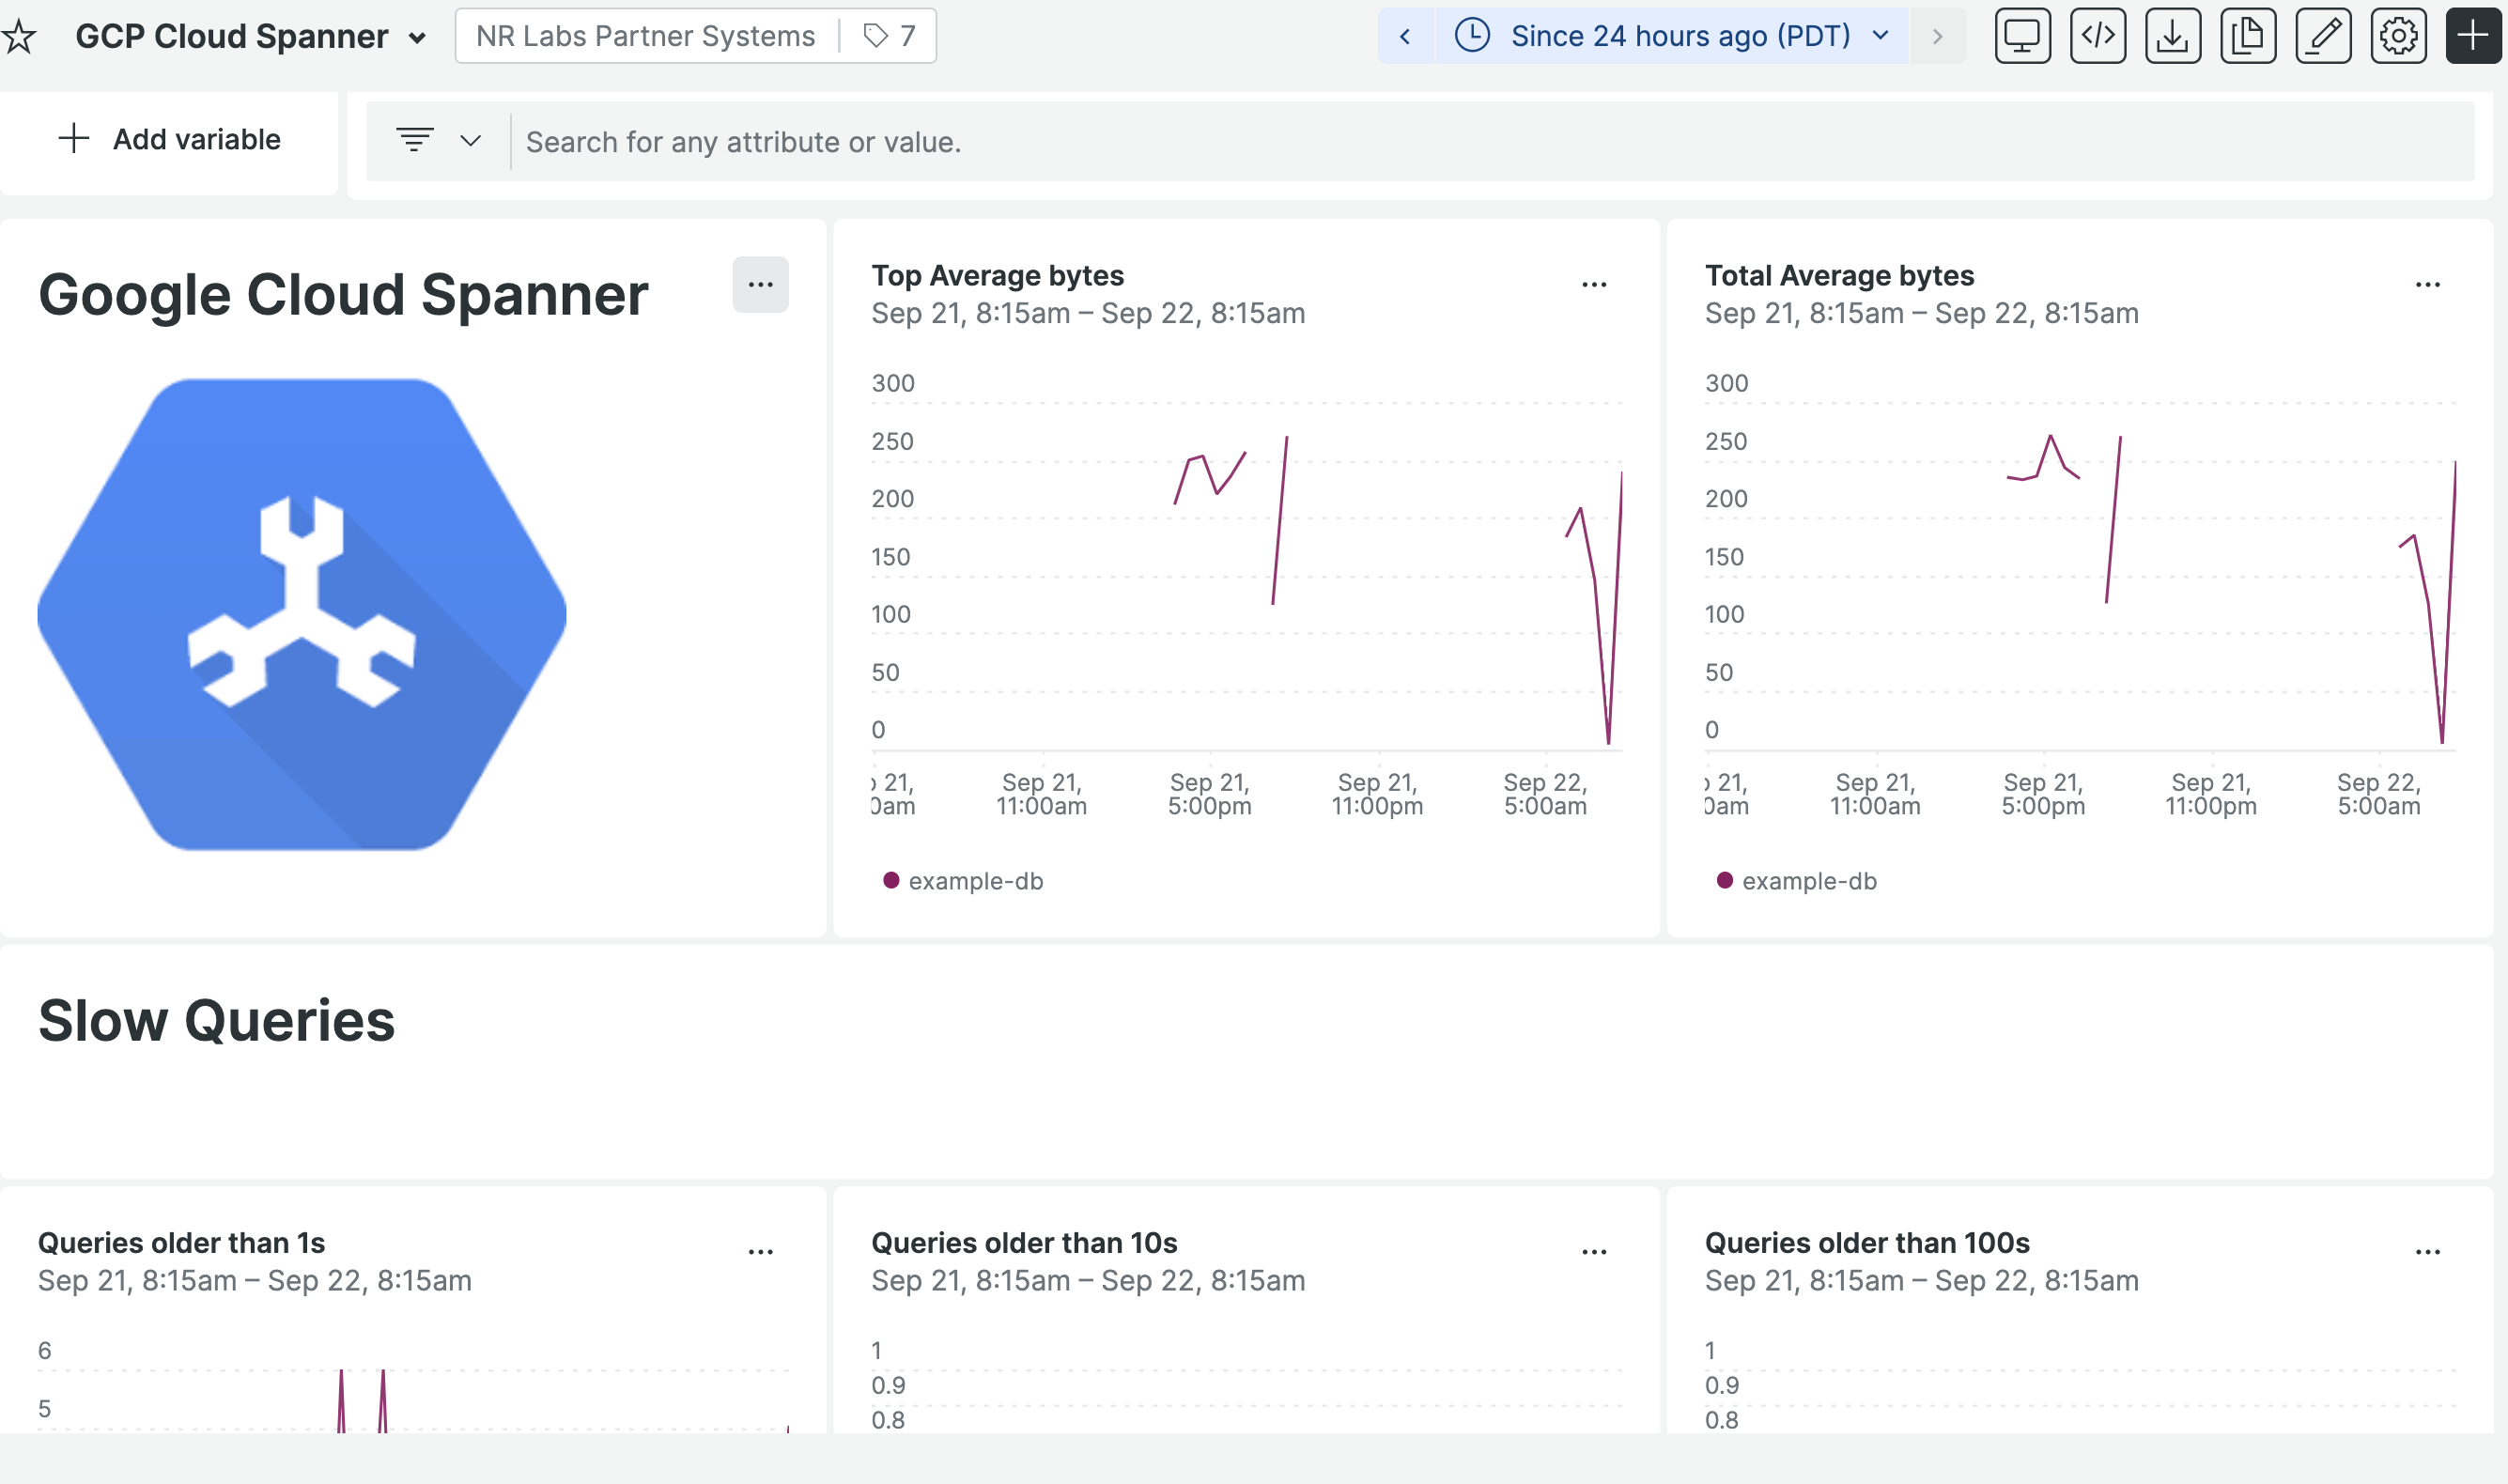 GCP Cloud Spanner
NR Labs Partner Systems 7
Since 24 hours ago (PDT)
Add variable
Search for any attribute or value.
Google Cloud Spanner
Top Average bytes
Sep 21, 8:15am – Sep 22, 8:15am
300
250
200
150
100
50
0
21,
0am
Sep 21,
11:00am
Sep 21,
5:00pm
Sep 21,
11:00pm
Sep 22,
5:00am
example-db
Total Average bytes
Sep 21, 8:15am – Sep 22, 8:15am
300
250
200
150
100
50
0
21,
0am
Sep 21,
11:00am
Sep 21,
5:00pm
Sep 21,
11:00pm
Sep 22,
5:00am
example-db
Slow Queries
Queries older than 1s
Sep 21, 8:15am – Sep 22, 8:15am
6
5
Queries older than 10s
Sep 21, 8:15am – Sep 22, 8:15am
1
0.9
0.8
Queries older than 100s
Sep 21, 8:15am – Sep 22, 8:15am
1
0.9
0.8